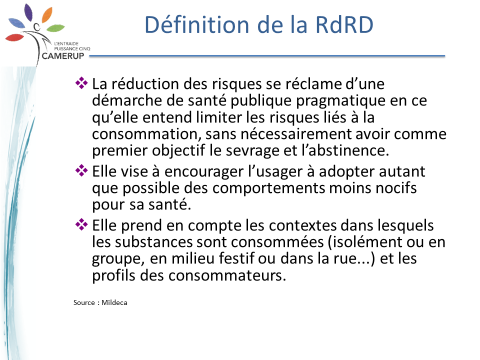 Définition de la RdRD
L'ENTRAIDE
PUISSANCE CINQ
CAMERUP
La réduction des risques se réclame d'une
démarche de santé publique pragmatique en ce
qu'elle entend limiter les risques liés à la
consommation, sans nécessairement avoir comme
premier objectif le sevrage et l'abstinence.
Elle vise à encourager l'usager à adopter autant
que possible des comportements moins nocifs
pour sa santé.
Elle prend en compte les contextes dans lesquels
les substances sont consommées (isolément ou en
groupe, en milieu festif ou dans la rue...) et les
profils des consommateurs.
Source : Mildeca